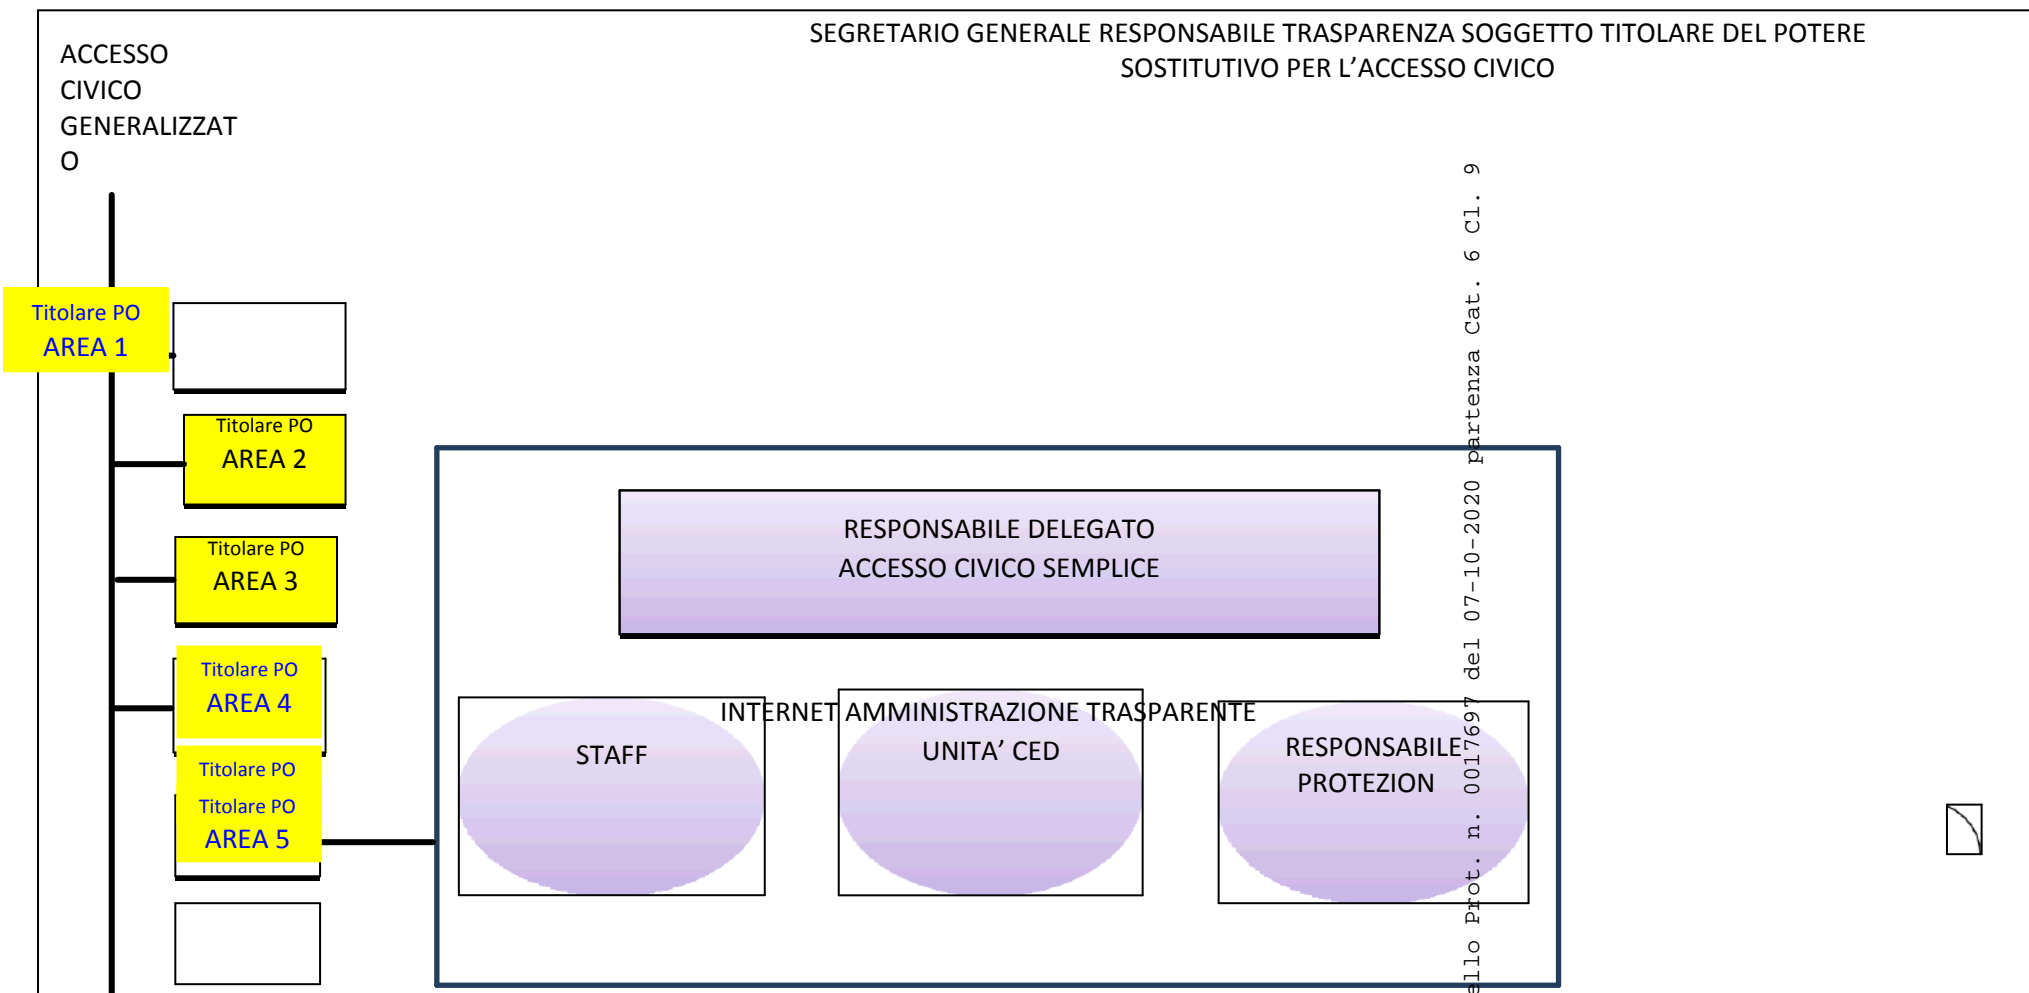 SEGRETARIO GENERALE RESPONSABILE TRASPARENZA SOGGETTO TITOLARE DEL POTERE
SOSTITUTIVO PER L’ACCESSO CIVICO
ACCESSO
CIVICO
GENERALIZZAT
O
Titolare PO
AREA 1
Titolare PO
AREA 2
Titolare PO
AREA 3
Titolare PO
AREA 4
Titolare PO
Titolare PO
AREA 5
RESPONSABILE DELEGATO
ACCESSO CIVICO SEMPLICE
INTERNET AMMINISTRAZIONE TRASPARENTE
STAFF
UNITA’ CED
RESPONSABILE
PROTEZION
ello Prot. n. 0017697 del 07-10-2020 partenza Cat. 6 Cl. 9